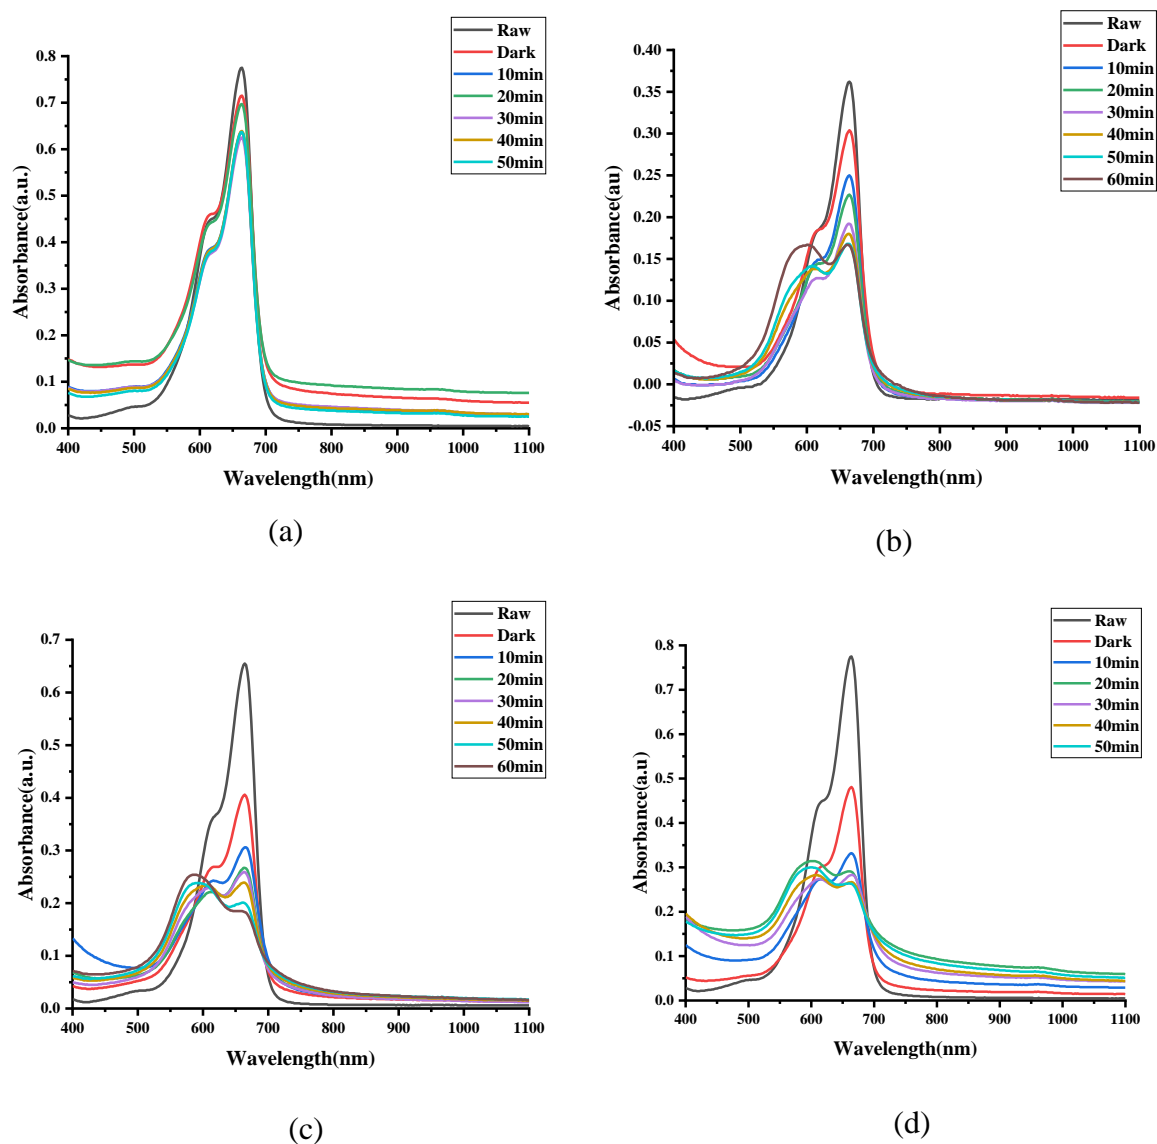 Raw
Dark
10min
20min
30min
40min
50min
0.8
0.7
0.6
0.5
0.4
0.3
0.2
0.1
0.0
400 500 600 700 800 900 1000 1100
Absorbance(a.u.)
Wavelength(nm)
(a)
Raw
Dark
10min
20min
30min
40min
50min
60min
0.40
0.35
0.30
0.25
0.20
0.15
0.10
0.05
0.00
-0.05
400 500 600 700 800 900 1000 1100
Absorbance(au)
Wavelength(nm)
(b)
Raw
Dark
10min
20min
30min
40min
50min
60min
0.7
0.6
0.5
0.4
0.3
0.2
0.1
0.0
400 500 600 700 800 900 1000 1100
Absorbance(a.u.)
Wavelength(nm)
(c)
Raw
Dark
10min
20min
30min
40min
50min
0.8
0.7
0.6
0.5
0.4
0.3
0.2
0.1
0.0
400 500 600 700 800 900 1000 1100
Absorbance(a.u)
Wavelength(nm)
(d)